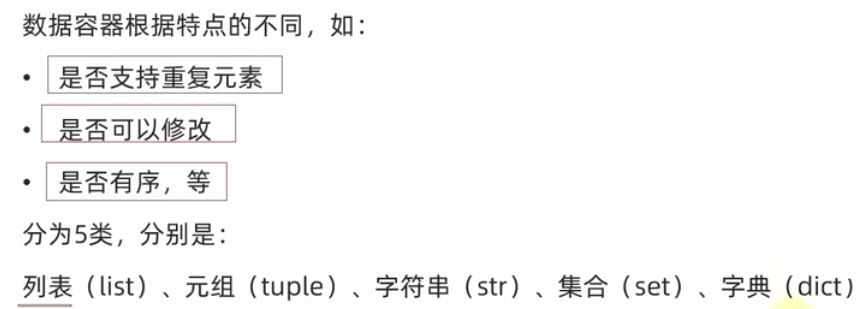 数据容器根据特点的不同，如：
• 是否支持重复元素
• 是否可以修改
• 是否有序，等
分为5类，分别是：
列表（list）、元组（tuple）、字符串（str）、集合（set）、字典（dict）